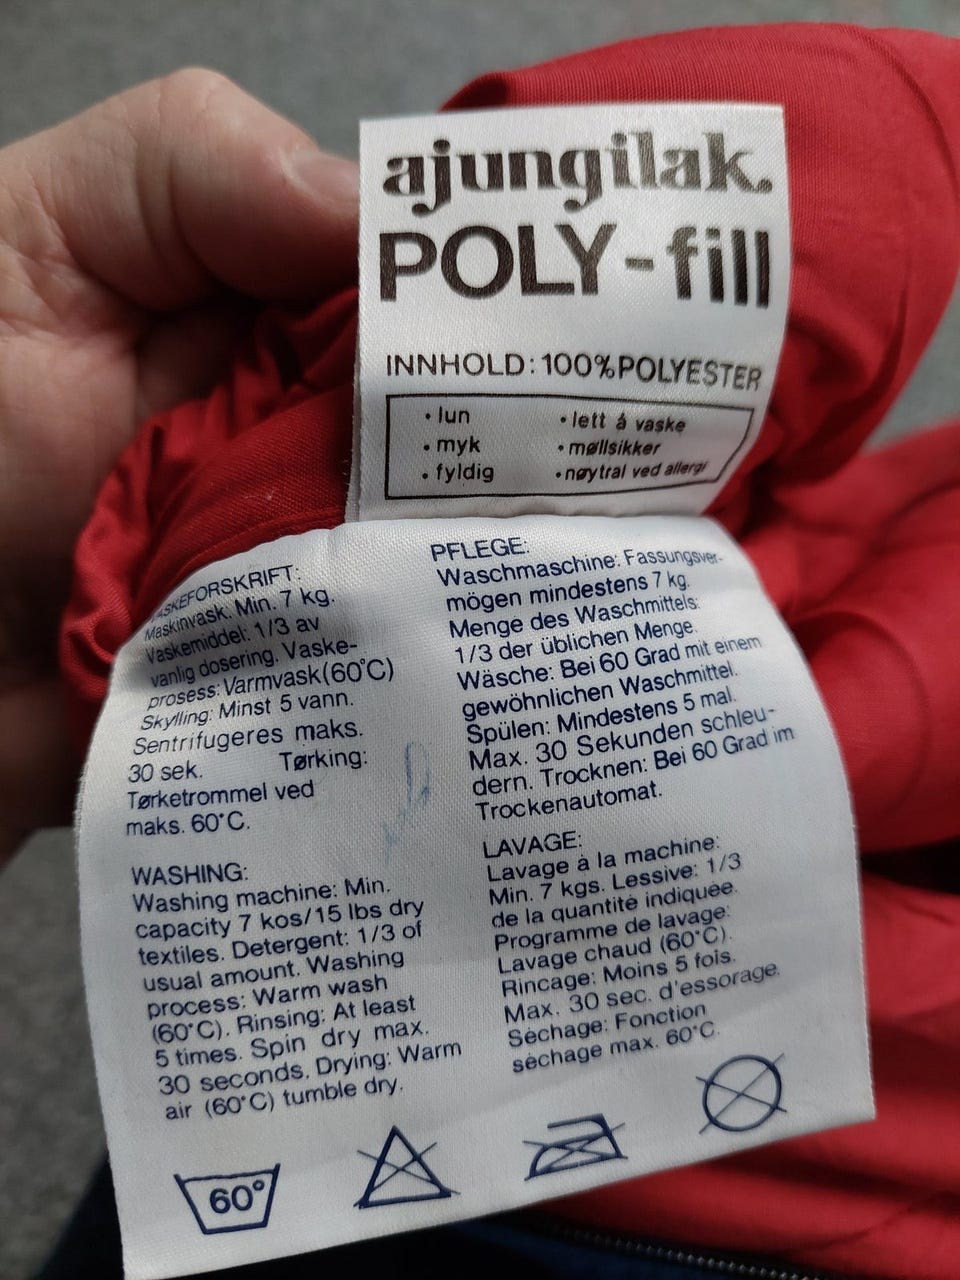 ajungilak.
POLY-fill
INNHOLD: 100% POLYESTER
• lun
• myk
• fyldig
• lett å vaske
• møllsikker
• nøytral ved allergi
VASKEFORSKRIFT:
Maskinvask. Min. 7 kg.
Vaskemiddel: 1/3 av
vanlig dosering. Vaske-
prosess: Varmvask (60°C)
Skylling: Minst 5 vann.
Sentrifugeres maks.
30 sek. Tørking:
Tørketrommel ved
maks. 60°C.
WASHING:
Washing machine: Min.
capacity 7 kos/15 lbs dry
textiles. Detergent: 1/3 of
usual amount. Washing
process: Warm wash
(60°C). Rinsing: At least
5 times. Spin dry max.
30 seconds. Drying: Warm
air (60°C) tumble dry.
PFLEGE:
Waschmaschine: Fassungsver-
mögen mindestens 7 kg.
Menge des Waschmittels:
1/3 der üblichen Menge.
Wäsche: Bei 60 Grad mit einem
gewöhnlichen Waschmittel.
Spülen: Mindestens 5 mal.
Max. 30 Sekunden schleu-
dern. Trocknen: Bei 60 Grad im
Trockenautomat.
LAVAGE:
Lavage à la machine:
Min. 7 kgs. Lessive: 1/3
de la quantité indiquée.
Programme de lavage:
Lavage chaud (60°C).
Rincage: Moins 5 fois.
Max. 30 sec. d'essorage.
Séchage: Fonction
séchage max. 60°C.
60°